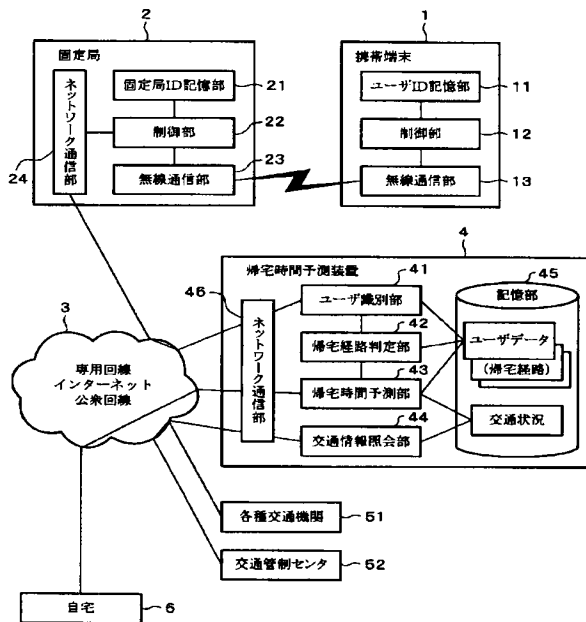 2
固定局
固定局ID記憶部
21
制御部
22
無線通信部
23
ネットワーク通信部
24
1
携帯端末
ユーザID記憶部
11
制御部
12
無線通信部
13
3
専用回線
インターネット
公衆回線
4
帰宅時間予測装置
46
ネットワーク通信部
41
ユーザ識別部
42
帰宅経路判定部
43
帰宅時間予測部
44
交通情報照会部
45
記憶部
ユーザデータ
(帰宅経路)
交通状況
各種交通機関
51
交通管制センタ
52
自宅
6